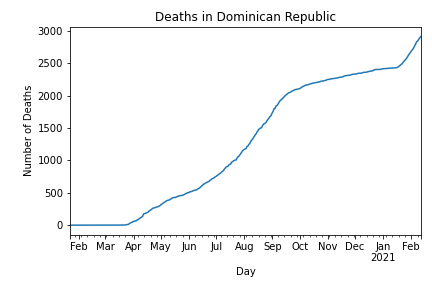 Deaths in Dominican Republic
3000
2500
2000
1500
1000
500
0
Number of Deaths
Feb Mar Apr May Jun Jul Aug Sep Oct Nov Dec Jan Feb
2021
Day